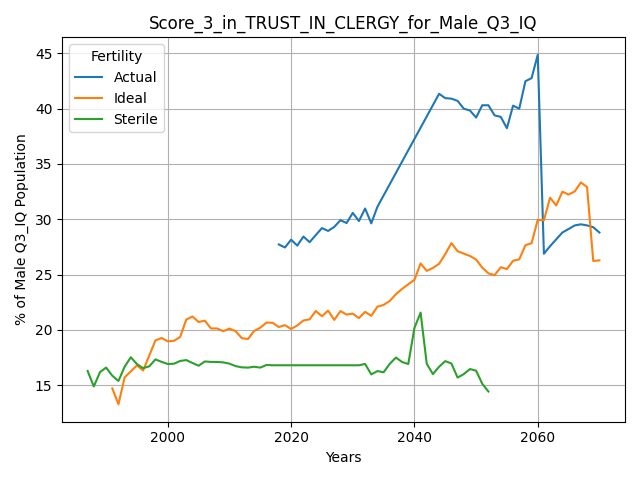 Score_3_in_TRUST_IN_CLERGY_for_Male_Q3_IQ
Fertility
Actual
Ideal
Sterile
% of Male Q3_IQ Population
45
40
35
30
25
20
15
2000
2020
2040
2060
Years